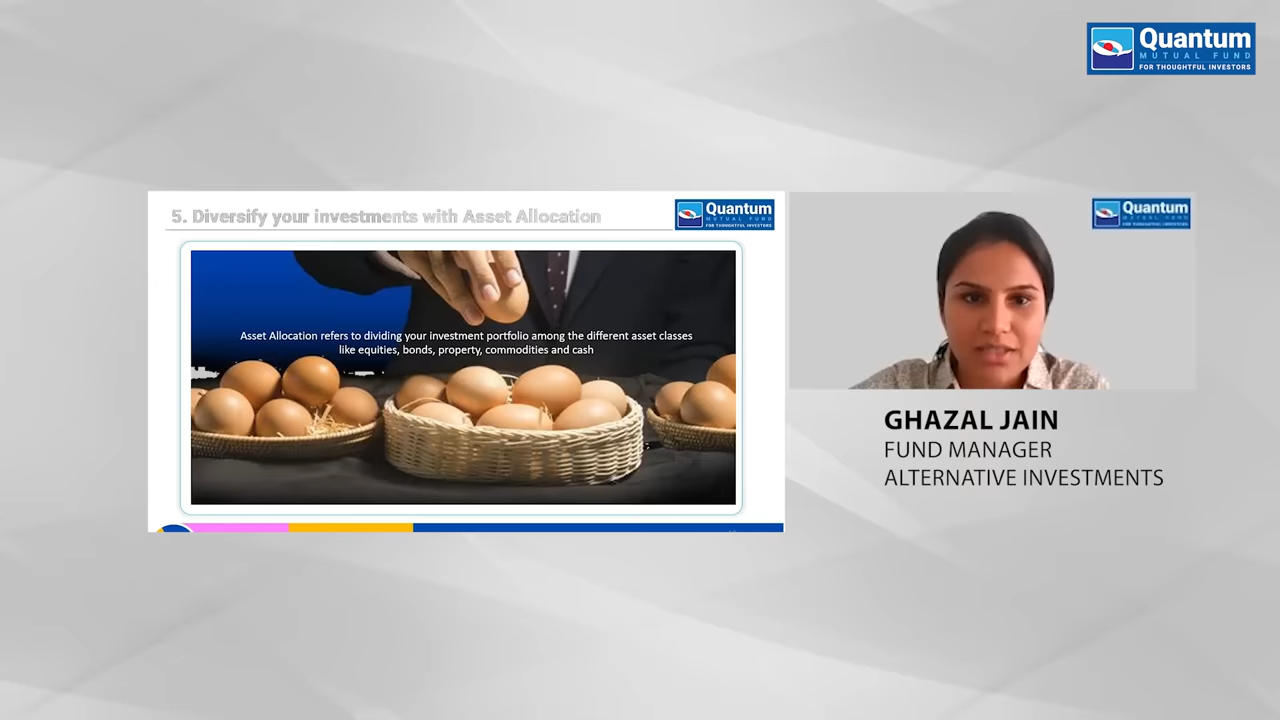 Quantum
MUTUAL FUND
FOR THOUGHTFUL INVESTORS
5. Diversify your investments with Asset Allocation
Quantum
MUTUAL FUND
FOR THOUGHTFUL INVESTORS
Asset Allocation refers to dividing your investment portfolio among the different asset classes
like equities, bonds, property, commodities and cash
Quantum
MUTUAL FUND
FOR THOUGHTFUL INVESTORS
GHAZAL JAIN
FUND MANAGER
ALTERNATIVE INVESTMENTS